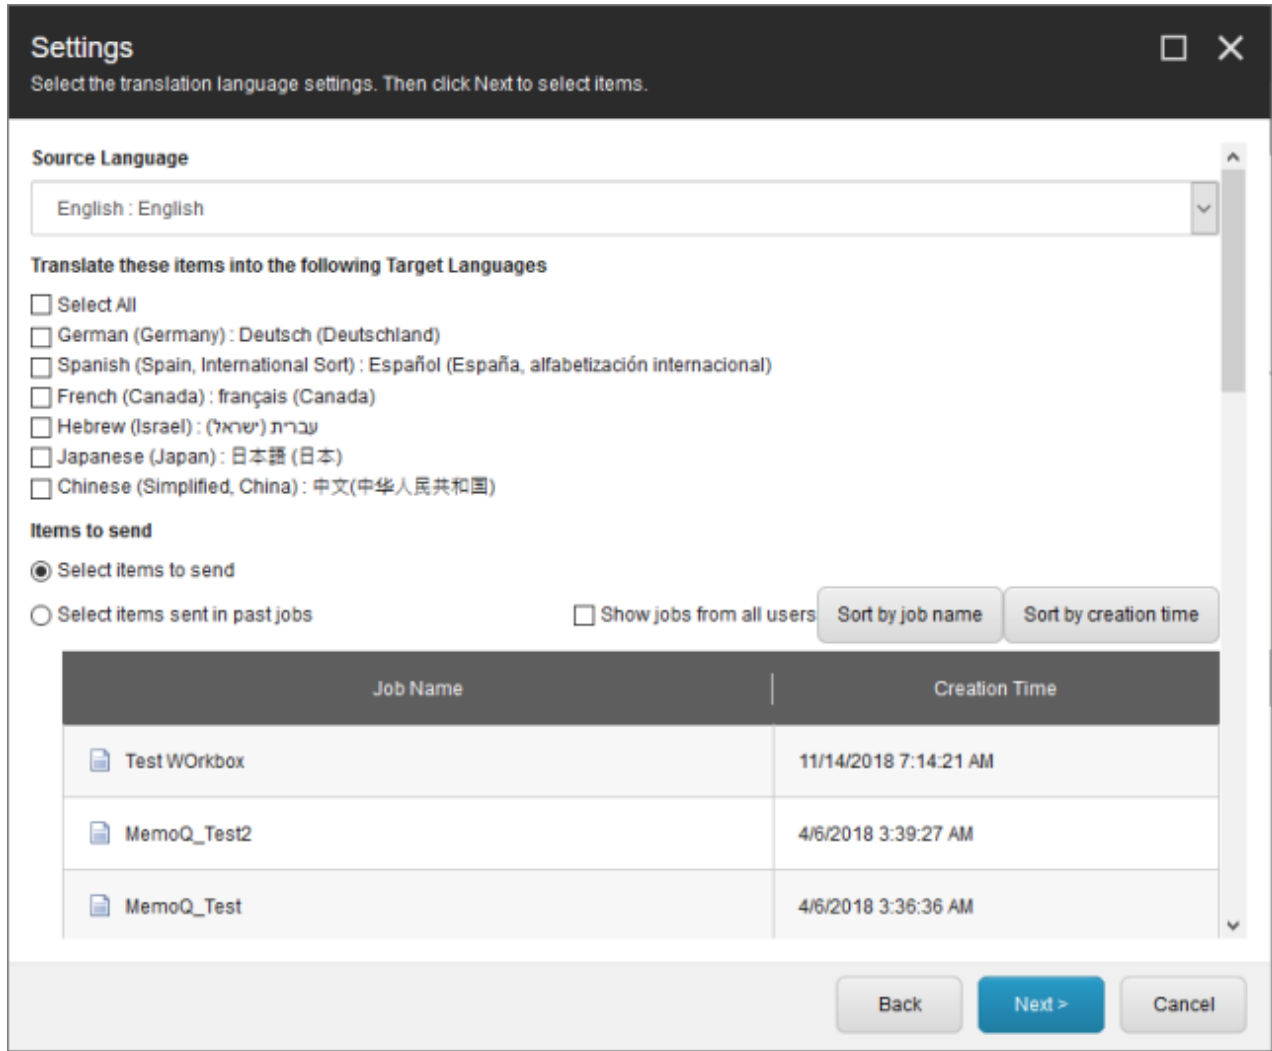 Settings
Select the translation language settings. Then click Next to select items.
Source Language
English : English
Translate these items into the following Target Languages
Select All
German (Germany) : Deutsch (Deutschland)
Spanish (Spain, International Sort) : Español (España, alfabetización internacional)
French (Canada) : français (Canada)
Hebrew (Israel) : עברית (ישראל)
Japanese (Japan) : 日本語 (日本)
Chinese (Simplified, China) : 中文(中华人民共和国)
Items to send
Select items to send
Select items sent in past jobs Show jobs from all users Sort by job name Sort by creation time
Job Name Creation Time
Test WOrkbox 11/14/2018 7:14:21 AM
MemoQ_Test2 4/6/2018 3:39:27 AM
MemoQ_Test 4/6/2018 3:36:36 AM
Back Next > Cancel